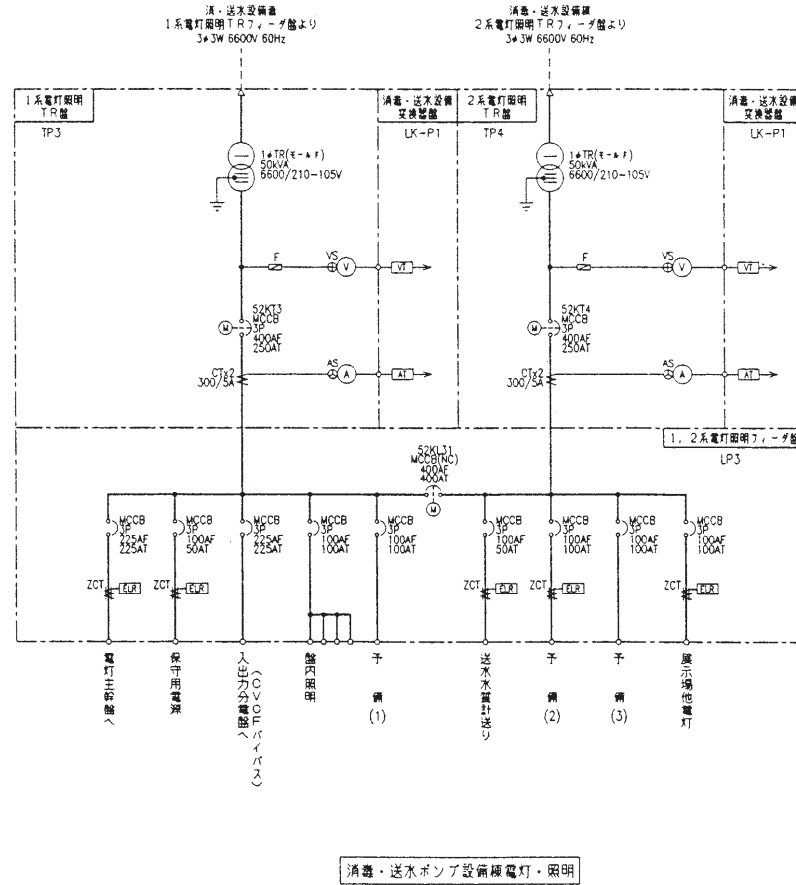 消・送水設備棟
1系電灯照明TRフィーダ盤より
3φ3W 6600V 60Hz
消・送水設備棟
2系電灯照明TRフィーダ盤より
3φ3W 6600V 60Hz
1系電灯照明
TR盤
TP3
消毒・送水設備
変換器盤
LK-P1
2系電灯照明
TR盤
TP4
消毒・送水設備
変換器盤
LK-P1
1φTR(モールド)
50kVA
6600/210-105V
1φTR(モールド)
50kVA
6600/210-105V
F
VS
V
VT
F
VS
V
VT
52KT3
MCCB
3P
400AF
250AT
M
52KT4
MCCB
3P
400AF
250AT
M
CTx2
300/5A
AS
A
AT
CTx2
300/5A
AS
A
AT
1,2系電灯照明フィーダ盤
LP3
52KL31
MCCB(NC)
400AF
400AT
M
MCCB
3P
225AF
225AT
MCCB
3P
100AF
50AT
MCCB
3P
225AF
225AT
MCCB
3P
100AF
100AT
MCCB
3P
100AF
100AT
MCCB
3P
100AF
50AT
MCCB
3P
100AF
100AT
MCCB
3P
100AF
100AT
MCCB
3P
100AF
100AT
ZCT
ELR
ZCT
ELR
ZCT
ELR
ZCT
ELR
ZCT
ELR
電灯主幹盤へ
保守用電源
入出力分電盤へ
(CVCFバイパス)
盤内照明
予備(1)
送水水質計送り
予備(2)
予備(3)
展示場他電灯
消毒・送水ポンプ設備棟電灯・照明